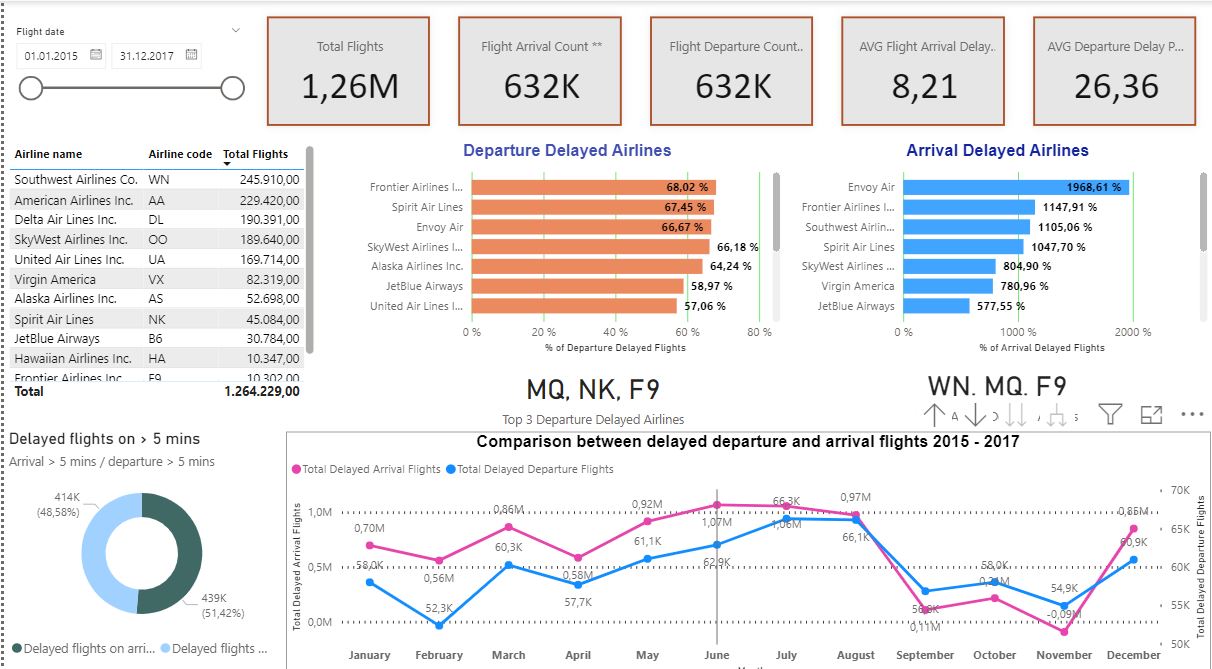 Flight date
01.01.2015
31.12.2017
Total Flights
1,26M
Flight Arrival Count **
632K
Flight Departure Count..
632K
AVG Flight Arrival Delay..
8,21
AVG Departure Delay P...
26,36
Airline name Airline code Total Flights
Southwest Airlines Co. WN 245.910,00
American Airlines Inc. AA 229.420,00
Delta Air Lines Inc. DL 190.391,00
SkyWest Airlines Inc. OO 189.640,00
United Air Lines Inc. UA 169.714,00
Virgin America VX 82.319,00
Alaska Airlines Inc. AS 52.698,00
Spirit Air Lines NK 45.084,00
JetBlue Airways B6 30.784,00
Hawaiian Airlines Inc. HA 10.347,00
Frontier Airlines Inc. F9 10.302,00
Total 1.264.229,00
Departure Delayed Airlines
Frontier Airlines I... 68,02 %
Spirit Air Lines 67,45 %
Envoy Air 66,67 %
SkyWest Airlines I... 66,18 %
Alaska Airlines Inc. 64,24 %
JetBlue Airways 58,97 %
United Air Lines I... 57,06 %
0 % 20 % 40 % 60 % 80 %
% of Departure Delayed Flights
Arrival Delayed Airlines
Envoy Air 1968,61 %
Frontier Airlines I... 1147,91 %
Southwest Airlin... 1105,06 %
Spirit Air Lines 1047,70 %
SkyWest Airlines ... 804,90 %
Virgin America 780,96 %
JetBlue Airways 577,55 %
0 % 1000 % 2000 %
% of Arrival Delayed Flights
MQ, NK, F9
Top 3 Departure Delayed Airlines
WN. MQ. F9
Delayed flights on > 5 mins
Arrival > 5 mins / departure > 5 mins
414K
(48,58%)
439K
(51,42%)
Delayed flights on arri... Delayed flights ...
Comparison between delayed departure and arrival flights 2015 - 2017
Total Delayed Arrival Flights Total Delayed Departure Flights
Total Delayed Arrival Flights
1,0M
0,5M
0,0M
0,70M
0,56M
0,86M
0,58M
0,92M
1,07M
1,06M
0,97M
0,11M
-0,09M
0,85M
58,0K
52,3K
60,3K
57,7K
61,1K
62,9K
66,3K
66,1K
58,0K
54,9K
60,9K
70K
65K
60K
55K
50K
Total Delayed Departure Flights
January February March April May June July August September October November December